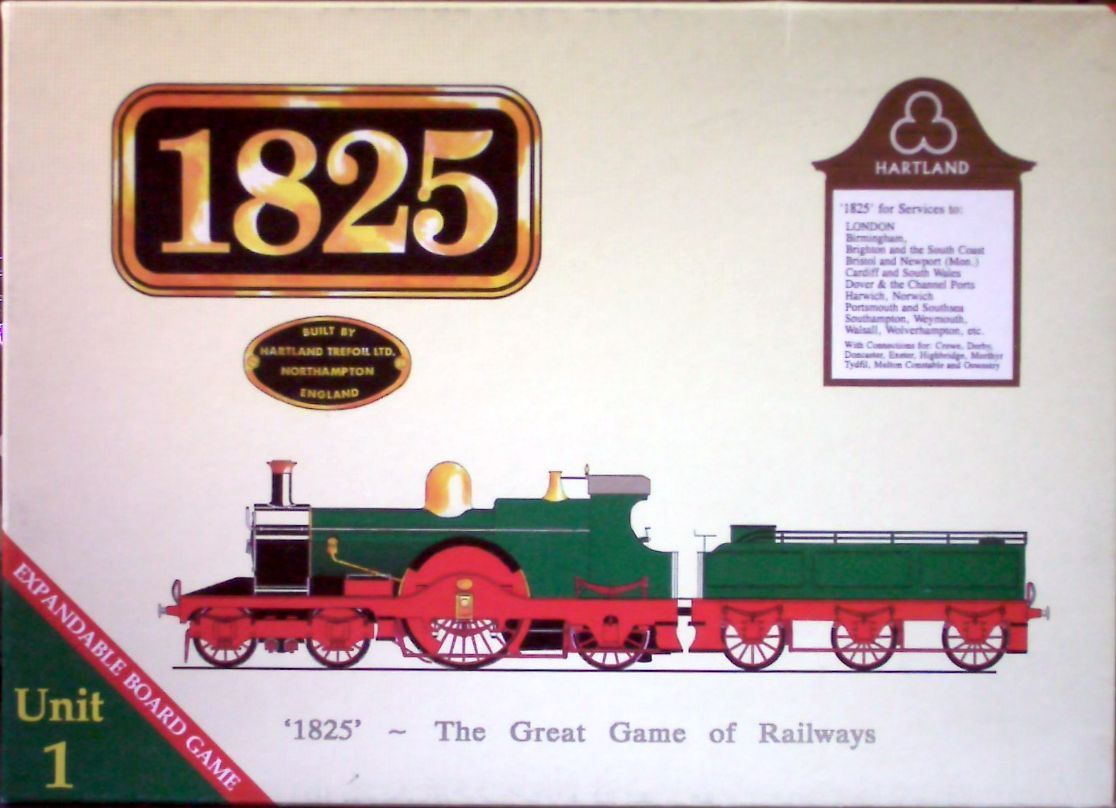 1825
HARTLAND
'1825' for Services to:
LONDON
Birmingham,
Brighton and the South Coast
Bristol and Newport (Mon.)
Cardiff and South Wales
Dover & the Channel Ports
Harwich, Norwich
Portsmouth and Southsea
Southampton, Weymouth,
Walsall, Wolverhampton, etc.
With Connections for: Crewe, Derby,
Doncaster, Exeter, Highbridge, Merthyr
Tydfil, Melton Constable and Oswestry
BUILT BY
HARTLAND TREFOIL LTD.
NORTHAMPTON
ENGLAND
EXPANDABLE BOARD GAME
Unit
1
'1825' ~ The Great Game of Railways